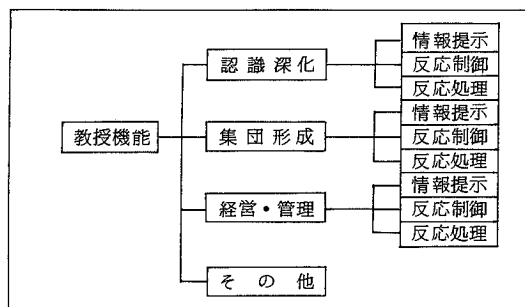 教授機能
認識深化
情報提示
反応制御
反応処理
集団形成
情報提示
反応制御
反応処理
経営・管理
情報提示
反応制御
反応処理
その他